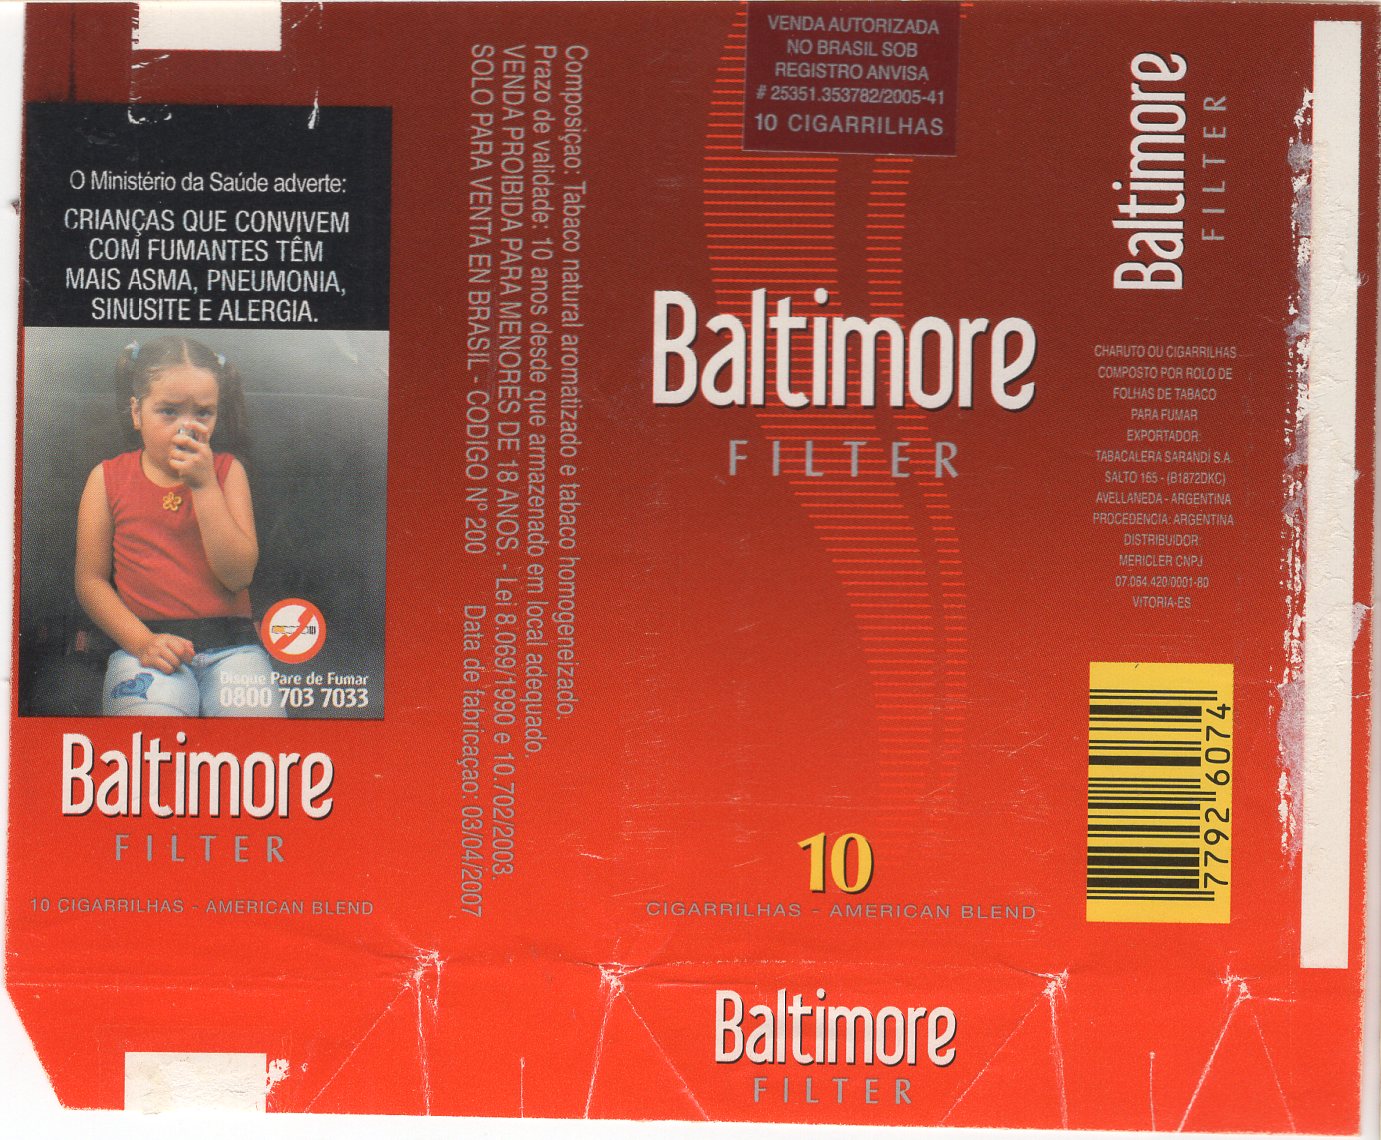 O Ministério da Saúde adverte:
CRIANÇAS QUE CONVIVEM
COM FUMANTES TÊM
MAIS ASMA, PNEUMONIA,
SINUSITE E ALERGIA.
Disque Pare de Fumar
0800 703 7033
Baltimore
FILTER
10 CIGARRILHAS - AMERICAN BLEND
Composiçao: Tabaco natural aromatizado e tabaco homogeneizado.
Prazo de validade: 10 anos desde que armazenado em local adequado.
VENDA PROIBIDA PARA MENORES DE 18 ANOS. - Lei 8.069/1990 e 10.702/2003.
SOLO PARA VENTA EN BRASIL - CODIGO Nº 200 Data de fabricaçao: 03/04/2007
VENDA AUTORIZADA
NO BRASIL SOB
REGISTRO ANVISA
# 25351.353782/2005-41
10 CIGARRILHAS
Baltimore
FILTER
10
CIGARRILHAS - AMERICAN BLEND
Baltimore
FILTER
Baltimore
FILTER
CHARUTO OU CIGARRILHAS
COMPOSTO POR ROLO DE
FOLHAS DE TABACO
PARA FUMAR
EXPORTADOR:
TABACALERA SARANDÍ S.A.
SALTO 165 - (B1872DKC)
AVELLANEDA - ARGENTINA
PROCEDENCIA: ARGENTINA
DISTRIBUIDOR:
MERICLER CNPJ
07.064.420/0001-80
VITORIA-ES
7792 6074